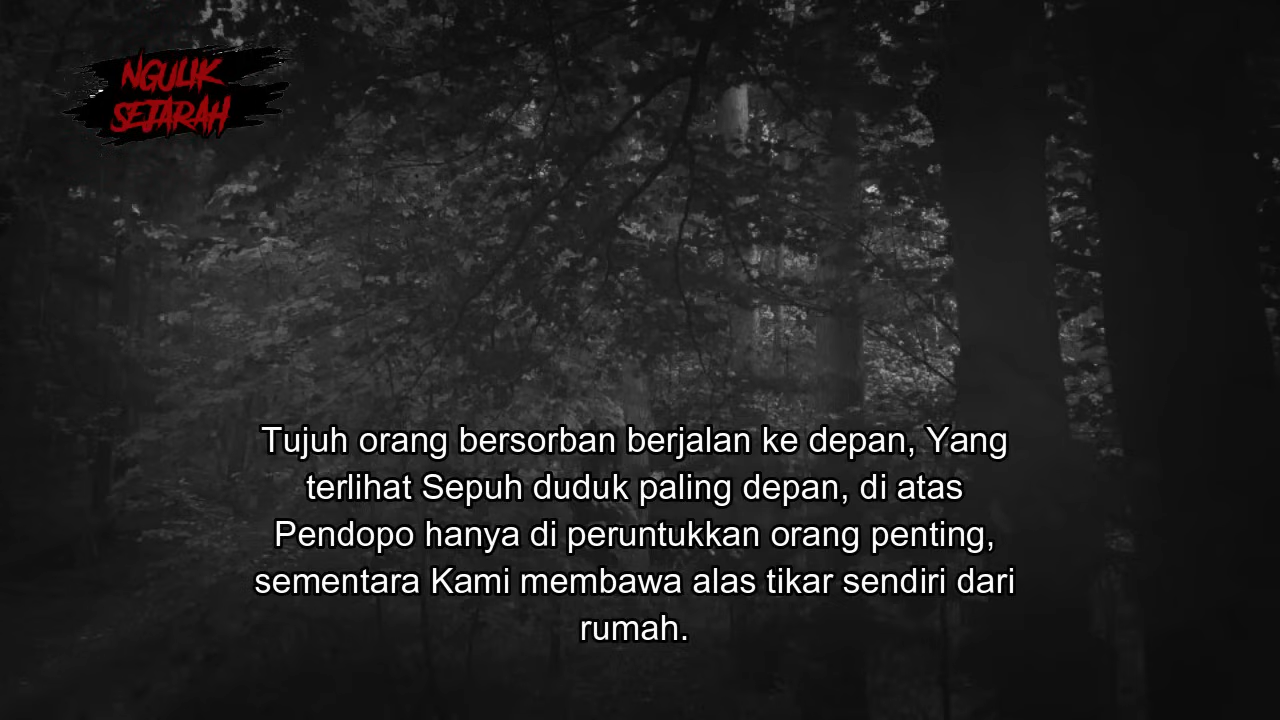 NGULIK
SEJARAH
Tujuh orang bersorban berjalan ke depan, Yang
terlihat Sepuh duduk paling depan, di atas
Pendopo hanya di peruntukkan orang penting,
sementara Kami membawa alas tikar sendiri dari
rumah.